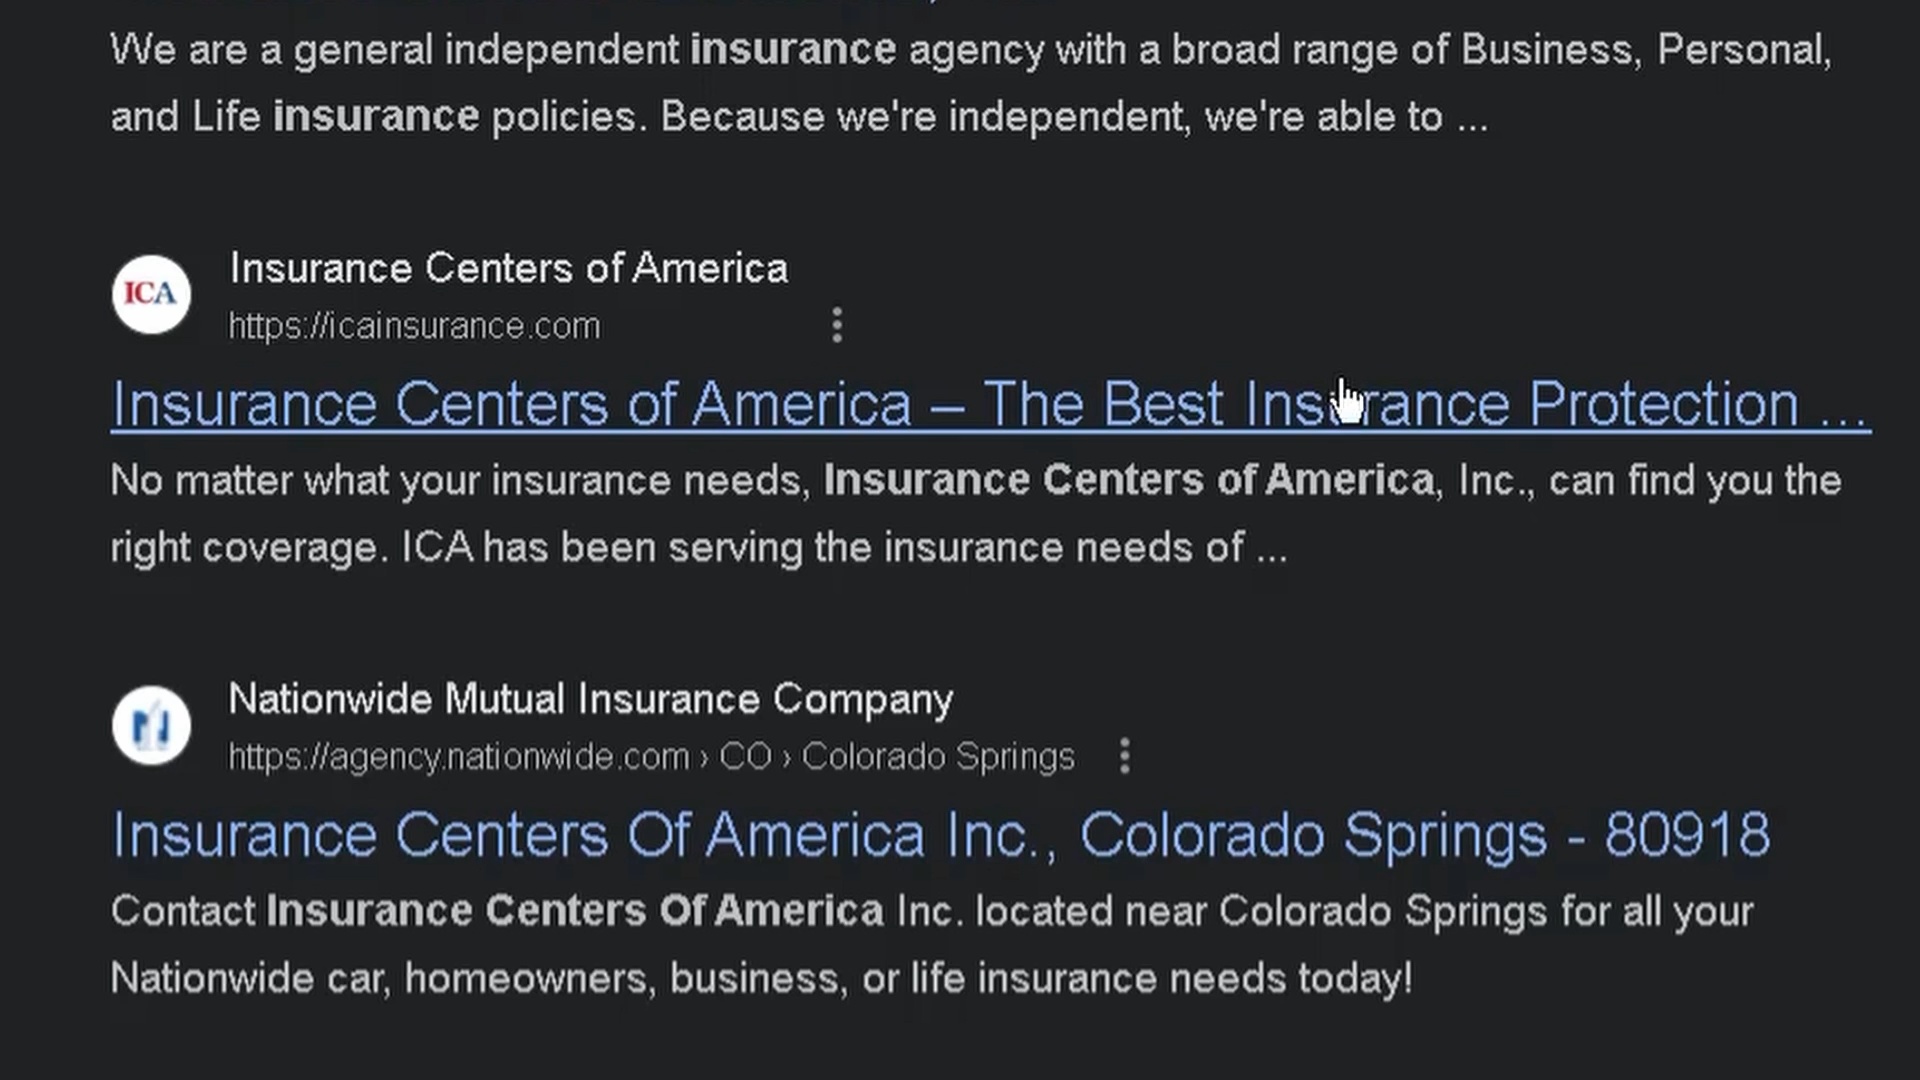 We are a general independent insurance agency with a broad range of Business, Personal,
and Life insurance policies. Because we're independent, we're able to ...
ICA
Insurance Centers of America
https://icainsurance.com
Insurance Centers of America – The Best Insurance Protection ...
No matter what your insurance needs, Insurance Centers of America, Inc., can find you the
right coverage. ICA has been serving the insurance needs of ...
Nationwide Mutual Insurance Company
https://agency.nationwide.com › CO › Colorado Springs
Insurance Centers Of America Inc., Colorado Springs - 80918
Contact Insurance Centers Of America Inc. located near Colorado Springs for all your
Nationwide car, homeowners, business, or life insurance needs today!